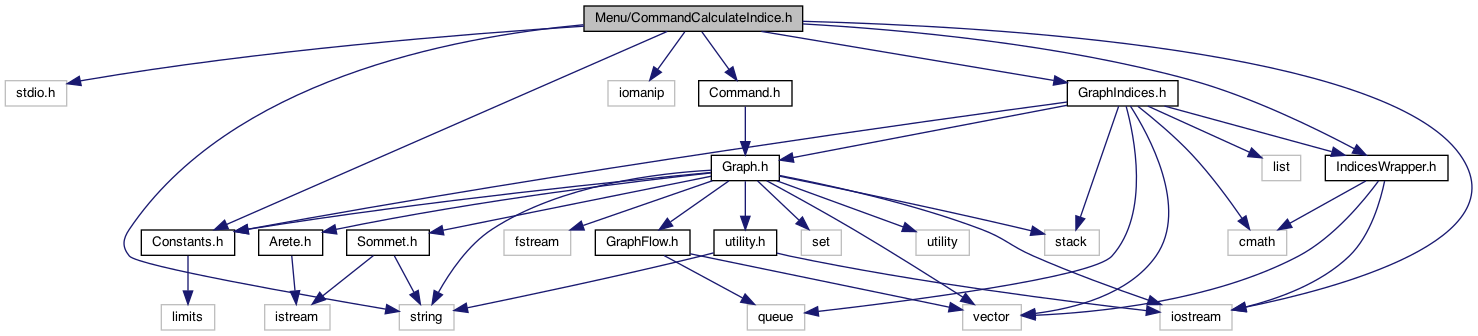 Menu/CommandCalculateIndice.h
stdio.h
iomanip
Command.h
GraphIndices.h
Graph.h
list
IndicesWrapper.h
Constants.h
Arete.h
Sommet.h
fstream
GraphFlow.h
utility.h
set
utility
stack
cmath
limits
istream
string
queue
vector
iostream